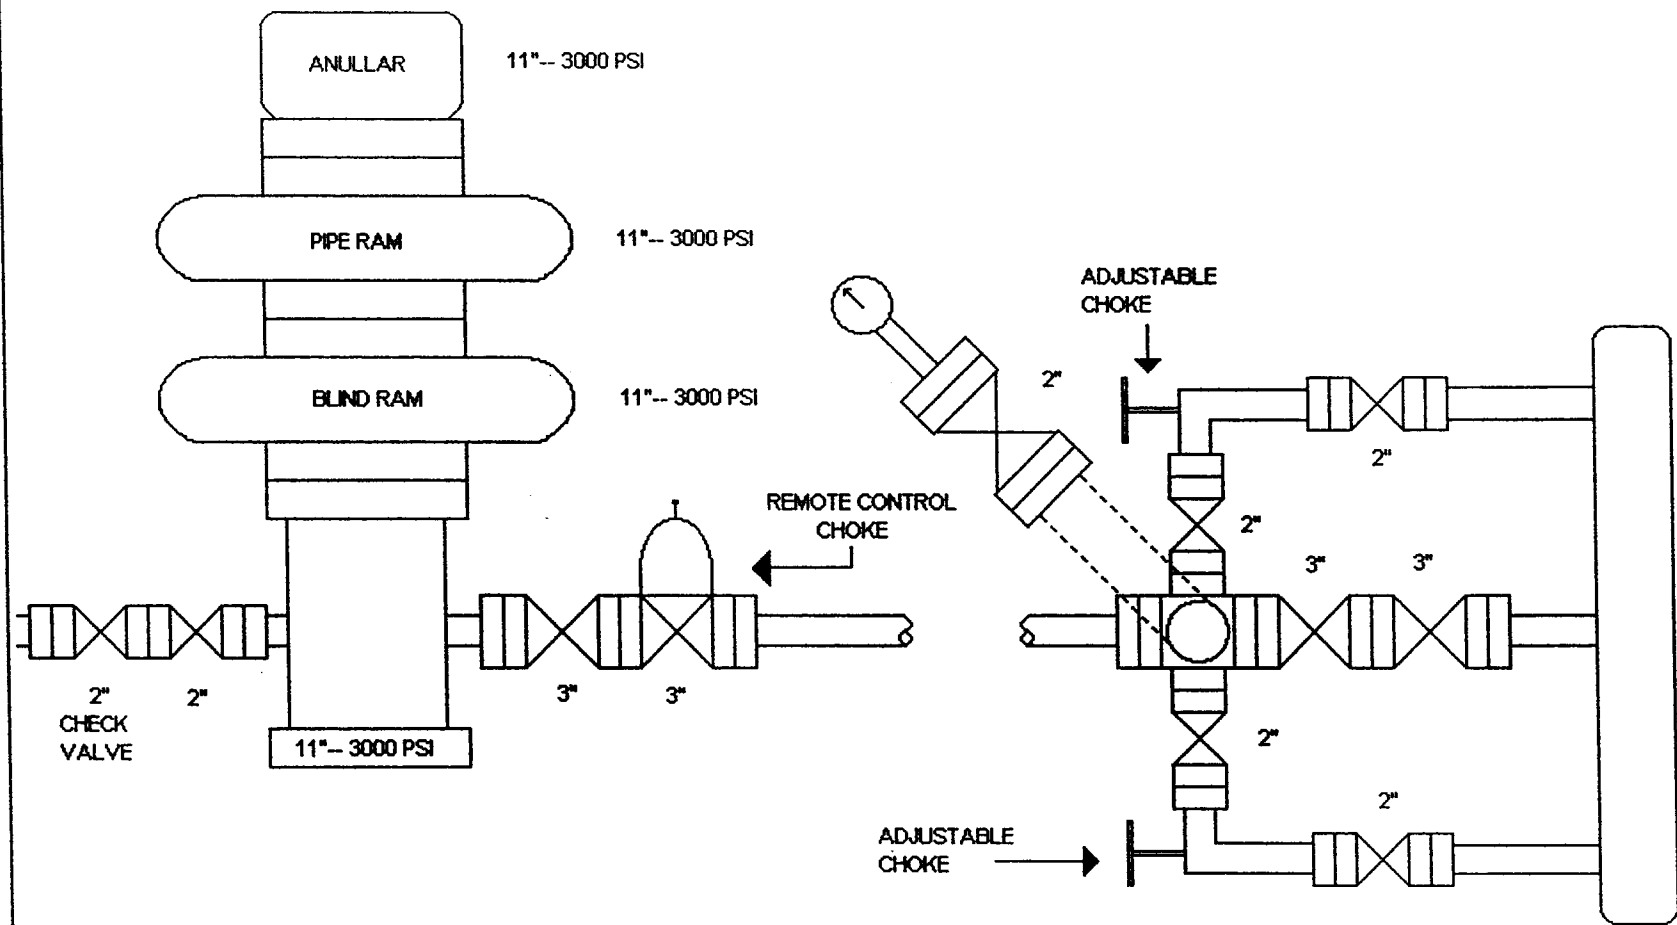 ANULLAR
11"-- 3000 PSI
PIPE RAM
11"-- 3000 PSI
BLIND RAM
11"-- 3000 PSI
ADJUSTABLE
CHOKE
2"
2"
REMOTE CONTROL
CHOKE
2"
3"
3"
2"
CHECK
VALVE
2"
3"
3"
11"-- 3000 PSI
2"
2"
ADJUSTABLE
CHOKE